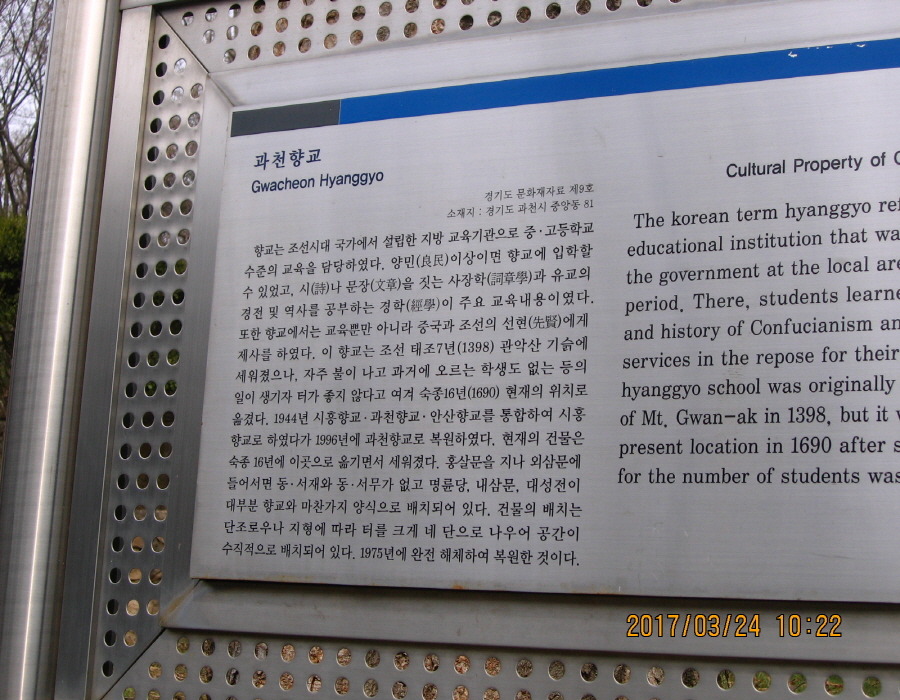 과천향교
Gwacheon Hyanggyo
경기도 문화재자료 제9호
소재지 : 경기도 과천시 중앙동 81
향교는 조선시대 국가에서 설립한 지방 교육기관으로 중·고등학교
수준의 교육을 담당하였다. 양민(良民)이상이면 향교에 입학할
수 있었고, 시(詩)나 문장(文章)을 짓는 사장학(詞章學)과 유교의
경전 및 역사를 공부하는 경학(經學)이 주요 교육내용이였다.
또한 향교에서는 교육뿐만 아니라 중국과 조선의 선현(先賢)에게
제사를 하였다. 이 향교는 조선 태조7년(1398) 관악산 기슭에
세워졌으나, 자주 불이 나고 과거에 오르는 학생도 없는 등의
일이 생기자 터가 좋지 않다고 여겨 숙종16년(1690) 현재의 위치로
옮겼다. 1944년 시흥향교·과천향교·안산향교를 통합하여 시흥
향교로 하였다가 1996년에 과천향교로 복원하였다. 현재의 건물은
숙종 16년에 이곳으로 옮기면서 세워졌다. 홍살문을 지나 외삼문에
들어서면 동·서재와 동·서무가 없고 명륜당, 내삼문, 대성전이
대부분 향교와 마찬가지 양식으로 배치되어 있다. 건물의 배치는
단조로우나 지형에 따라 터를 크게 네 단으로 나우어 공간이
수직적으로 배치되어 있다. 1975년에 완전 해체하여 복원한 것이다.
Cultural Property of
The korean term hyanggyo
educational institution that
the government at the local
period. There, students
and history of Confucianism
services in the repose for their
hyanggyo school was originally
of Mt. Gwan-ak in 1398, but it
present location in 1690 after
for the number of students was
2017/03/24 10:22